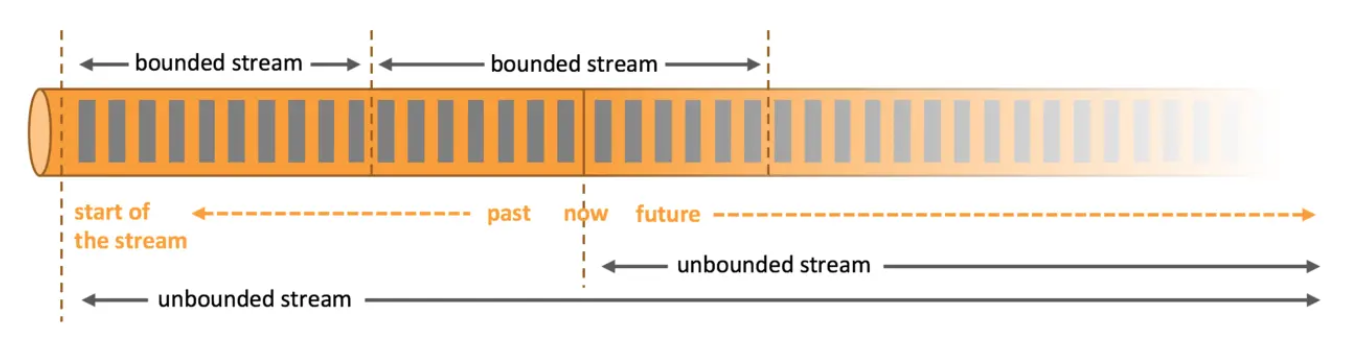 bounded stream
bounded stream
start of
the stream
past
now
future
unbounded stream
unbounded stream